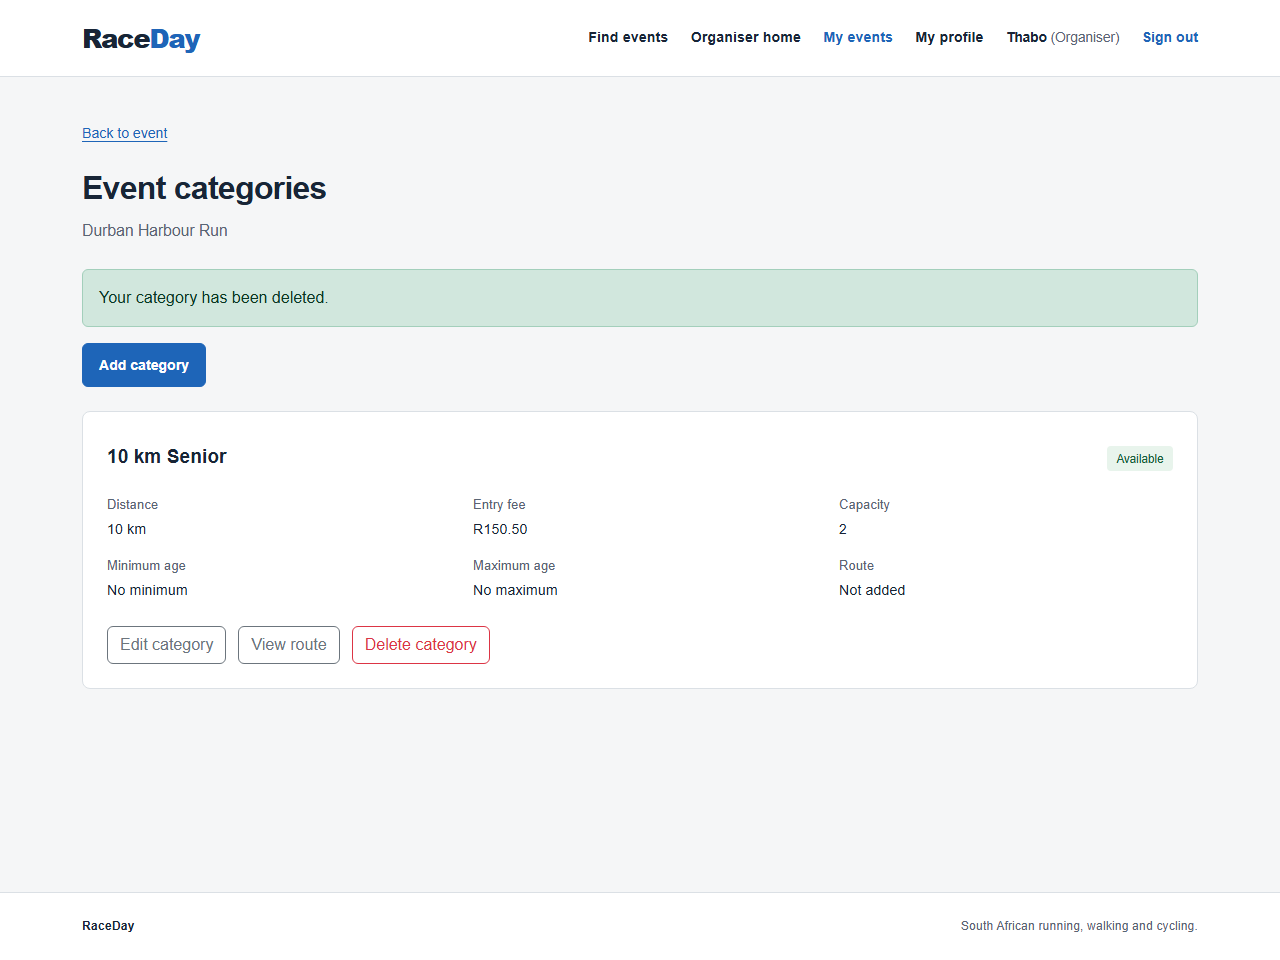 RaceDay
Find events Organiser home My events My profile Thabo (Organiser) Sign out
Back to event
Event categories
Durban Harbour Run
Your category has been deleted.
Add category
10 km Senior
Available
Distance Entry fee Capacity
10 km R150.50 2
Minimum age Maximum age Route
No minimum No maximum Not added
Edit category View route Delete category
RaceDay South African running, walking and cycling.